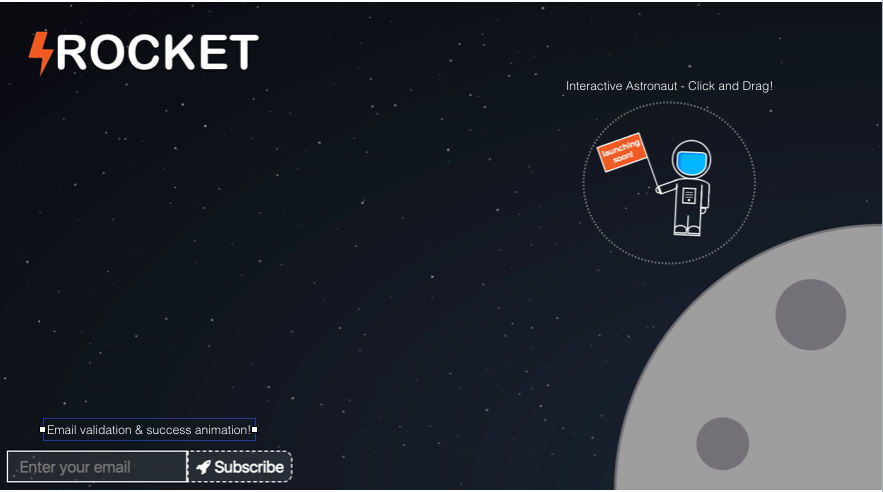 ROCKET
Interactive Astronaut - Click and Drag!
launching
soon!
Email validation & success animation!
Enter your email
Subscribe